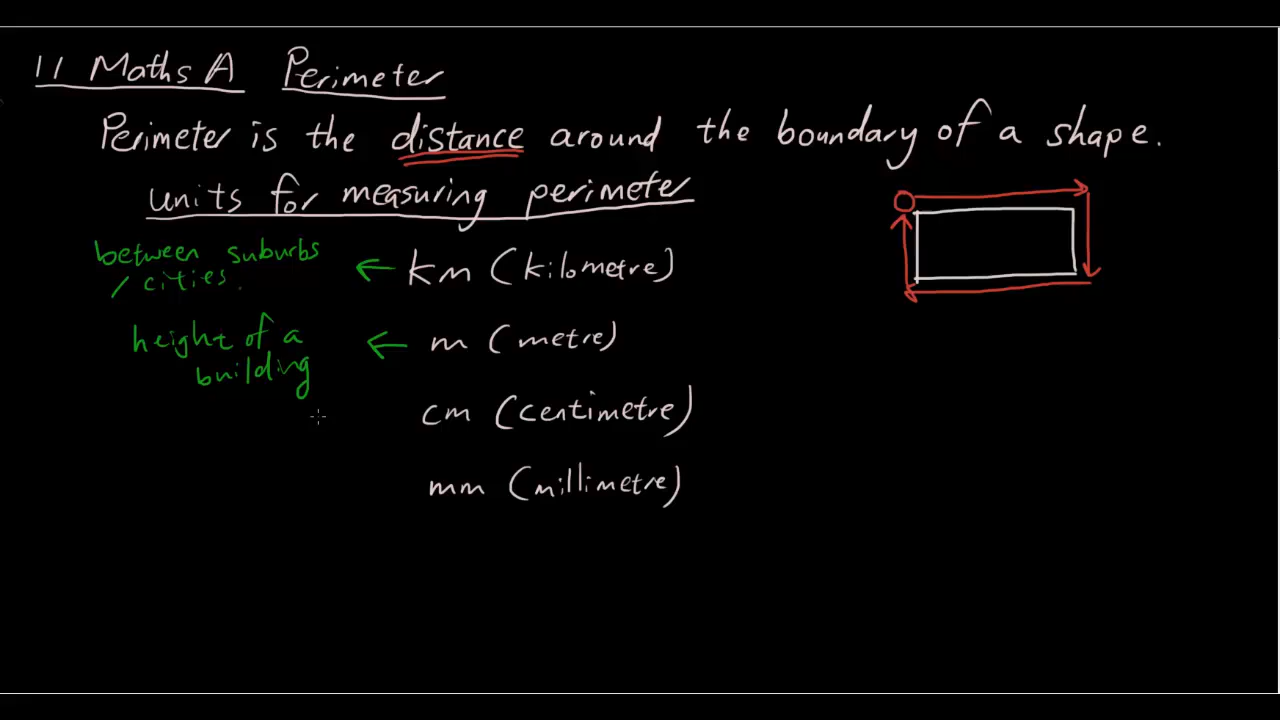 11 Maths A Perimeter
Perimeter is the distance around the boundary of a shape.
units for measuring perimeter
between suburbs
/ cities.
← km (kilometre)
height of a
building
← m (metre)
cm (centimetre)
mm (millimetre)